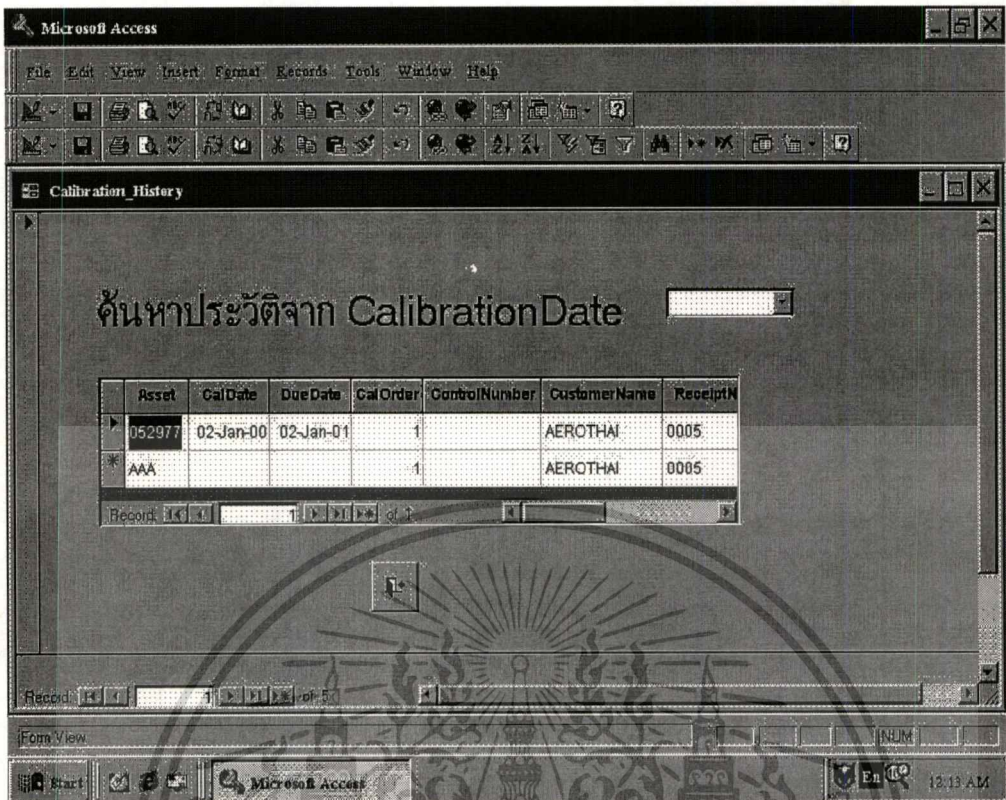 Microsoft Access
File Edit View Insert Format Records Tools Window Help
Calibration_History
ค้นหาประวัติจาก CalibrationDate
Asset CalDate DueDate CalOrder ControlNumber CustomerName ReceiptN
052977 02-Jan-00 02-Jan-01 1 AEROTHAI 0005
AAA 1 AEROTHAI 0005
Record: 1 of 1
Record: 1 of 5
Form View NUM
Start Microsoft Access En 12:13 AM